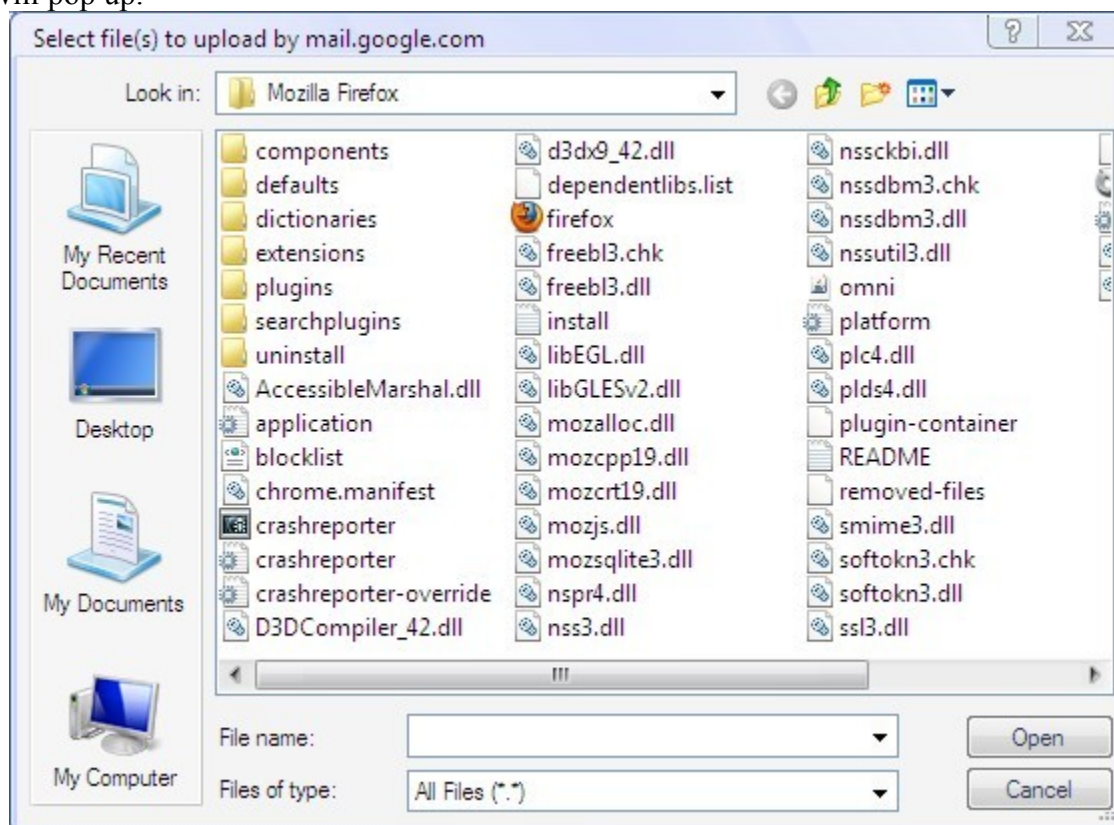 will pop up.
Select file(s) to upload by mail.google.com
Look in:
Mozilla Firefox
My Recent
Documents
Desktop
My Documents
My Computer
components
defaults
dictionaries
extensions
plugins
searchplugins
uninstall
AccessibleMarshal.dll
application
blocklist
chrome.manifest
crashreporter
crashreporter
crashreporter-override
D3DCompiler_42.dll
d3dx9_42.dll
dependentlibs.list
firefox
freebl3.chk
freebl3.dll
install
libEGL.dll
libGLESv2.dll
mozalloc.dll
mozcpp19.dll
mozcrt19.dll
mozjs.dll
mozsqlite3.dll
nspr4.dll
nss3.dll
nssckbi.dll
nssdbm3.chk
nssdbm3.dll
nssutil3.dll
omni
platform
plc4.dll
plds4.dll
plugin-container
README
removed-files
smime3.dll
softokn3.chk
softokn3.dll
ssl3.dll
File name:
Open
Files of type:
All Files (*.*)
Cancel